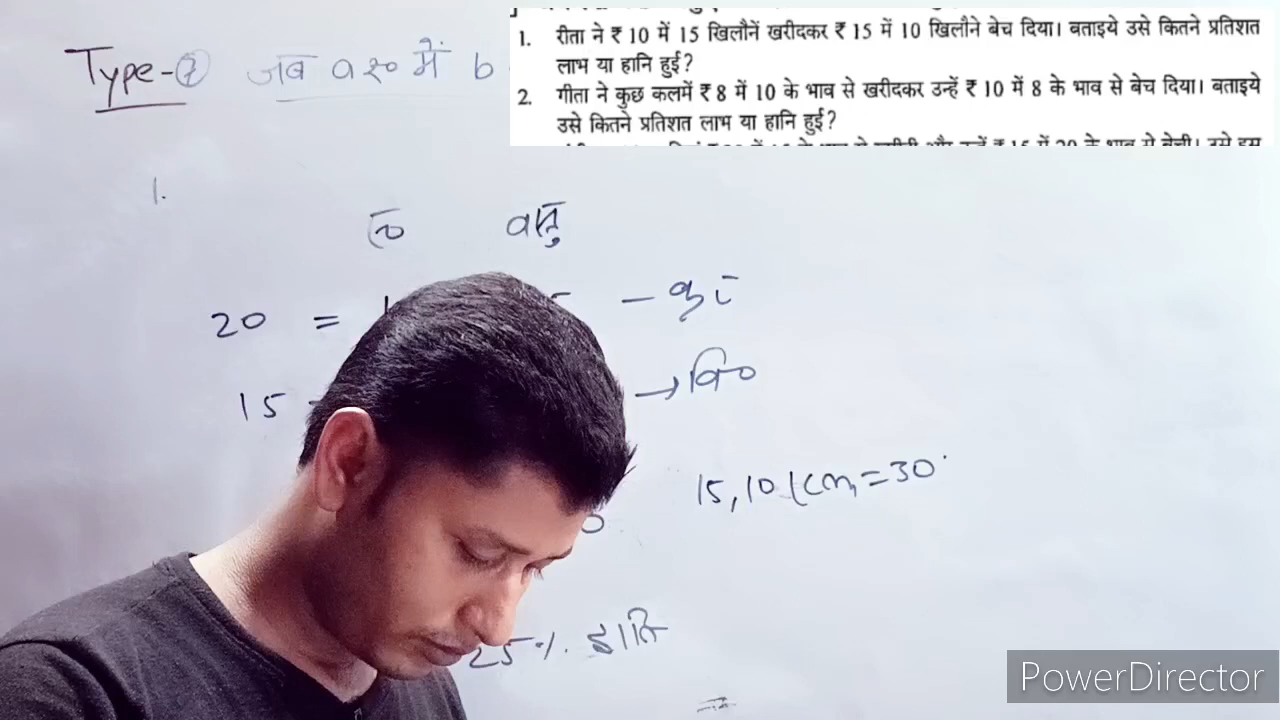 1. रीता ने ₹ 10 में 15 खिलौनें खरीदकर ₹ 15 में 10 खिलौने बेच दिया। बताइये उसे कितने प्रतिशत
लाभ या हानि हुई?
2. गीता ने कुछ कलमें ₹ 8 में 10 के भाव से खरीदकर उन्हें ₹ 10 में 8 के भाव से बेच दिया। बताइये
उसे कितने प्रतिशत लाभ या हानि हुई?
Type-7 जब a रु० में b
1.
रु० वस्तु
20 =
15
→ वि०
15, 10 LCM = 30
25% हानि
PowerDirector